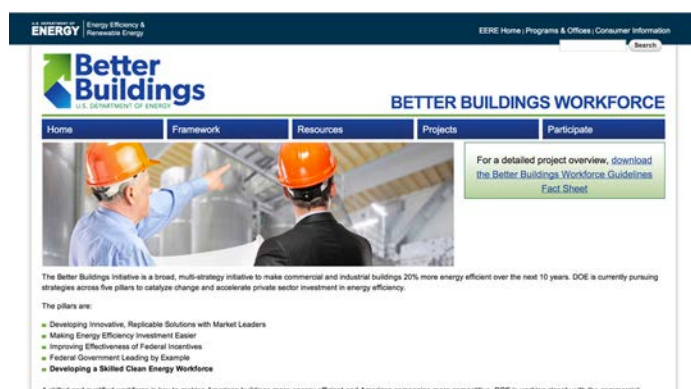 U.S. DEPARTMENT OF
ENERGY
Energy Efficiency &
Renewable Energy
EERE Home | Programs & Offices | Consumer Information
Search
Better
Buildings
U.S. DEPARTMENT OF ENERGY
BETTER BUILDINGS WORKFORCE
Home Framework Resources Projects Participate
For a detailed project overview, download
the Better Buildings Workforce Guidelines
Fact Sheet
The Better Buildings Initiative is a broad, multi-strategy initiative to make commercial and industrial buildings 20% more energy efficient over the next 10 years. DOE is currently pursuing
strategies across five pillars to catalyze change and accelerate private sector investment in energy efficiency.
The pillars are:
Developing Innovative, Replicable Solutions with Market Leaders
Making Energy Efficiency Investment Easier
Improving Effectiveness of Federal Incentives
Federal Government Leading by Example
Developing a Skilled Clean Energy Workforce